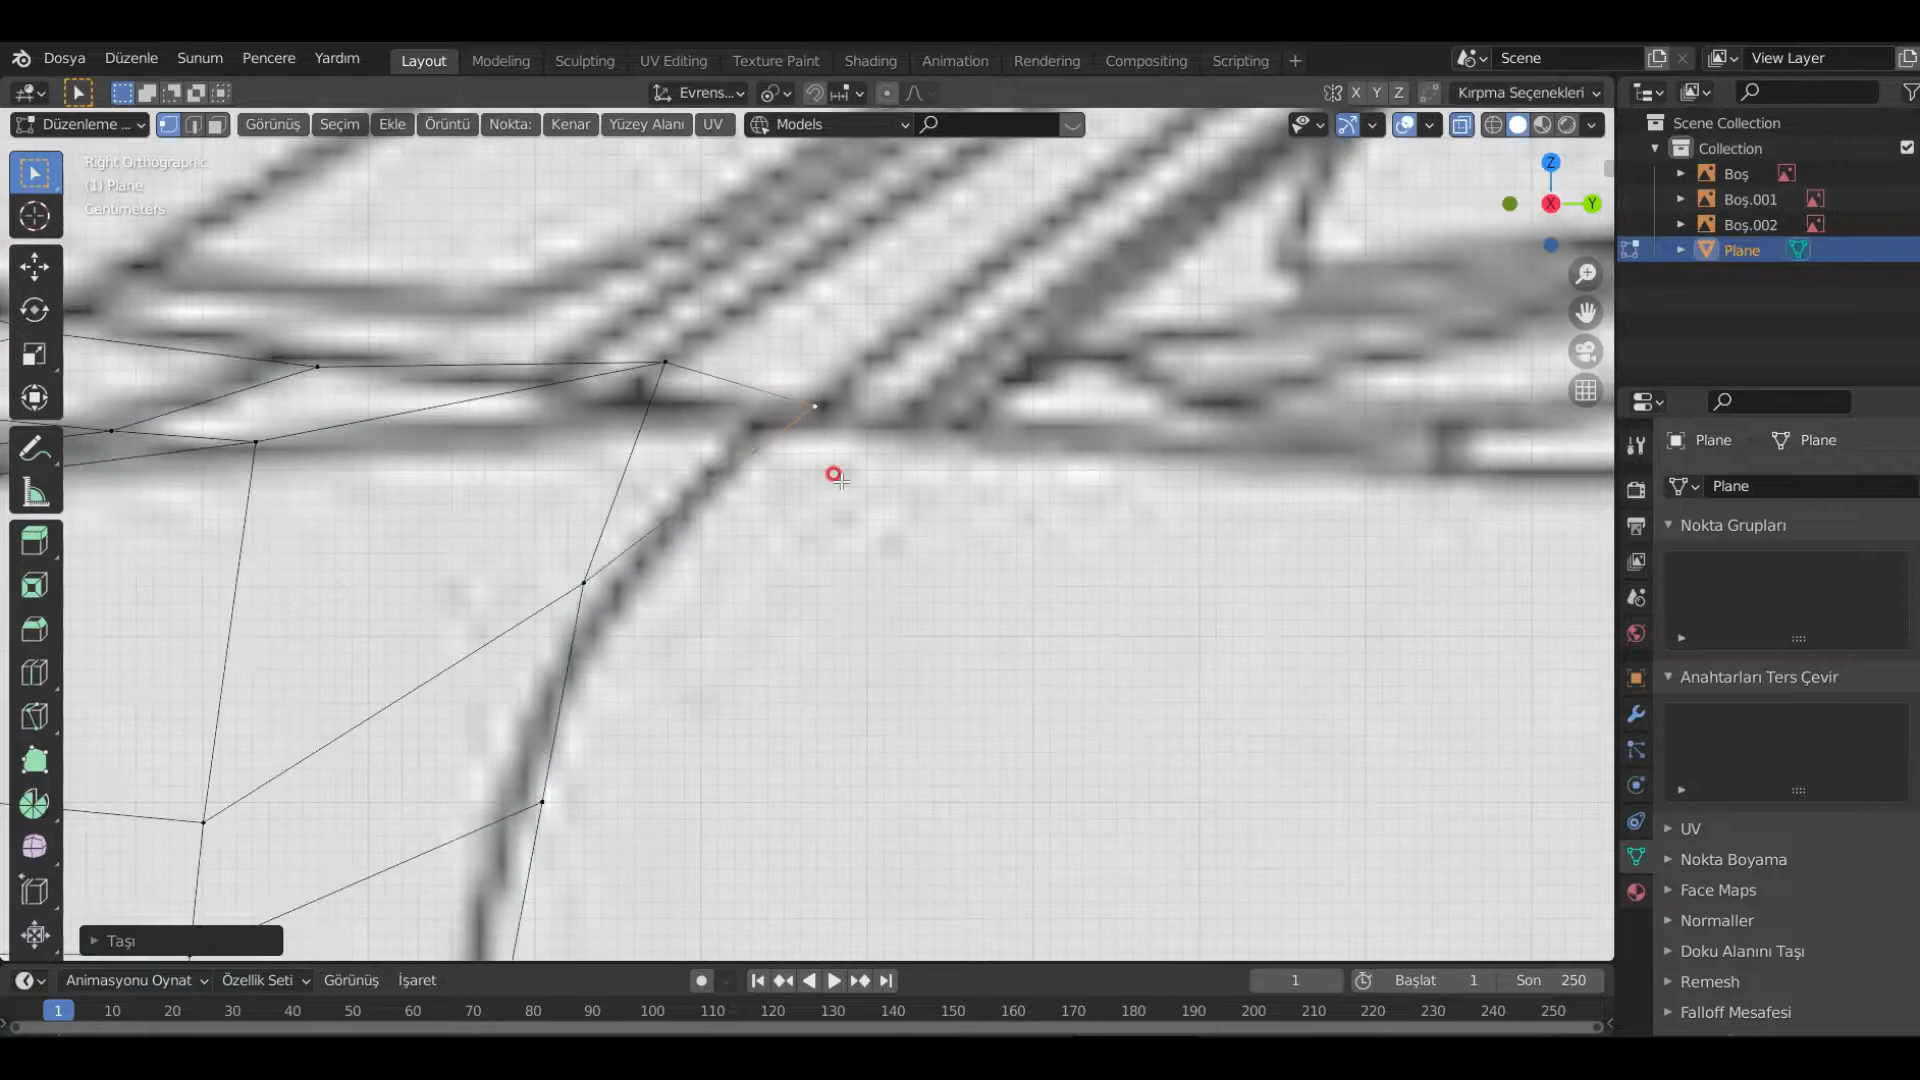 Dosya Düzenle Sunum Pencere Yardım Layout Modeling Sculpting UV Editing Texture Paint Shading Animation Rendering Compositing Scripting + Scene View Layer
Evrens... X Y Z Kırpma Seçenekleri
Düzenleme ... Görünüş Seçim Ekle Örüntü Nokta: Kenar Yüzey Alanı UV Models
Right Orthographic
(1) Plane
Centimeters
Z
X
Y
Scene Collection
Collection
Boş
Boş.001
Boş.002
Plane
Plane Plane
Plane
Nokta Grupları
Anahtarları Ters Çevir
UV
Nokta Boyama
Face Maps
Normaller
Doku Alanını Taşı
Remesh
Falloff Mesafesi
Taşı
Animasyonu Oynat Özellik Seti Görünüş İşaret 1 Başlat 1 Son 250
1 10 20 30 40 50 60 70 80 90 100 110 120 130 140 150 160 170 180 190 200 210 220 230 240 250